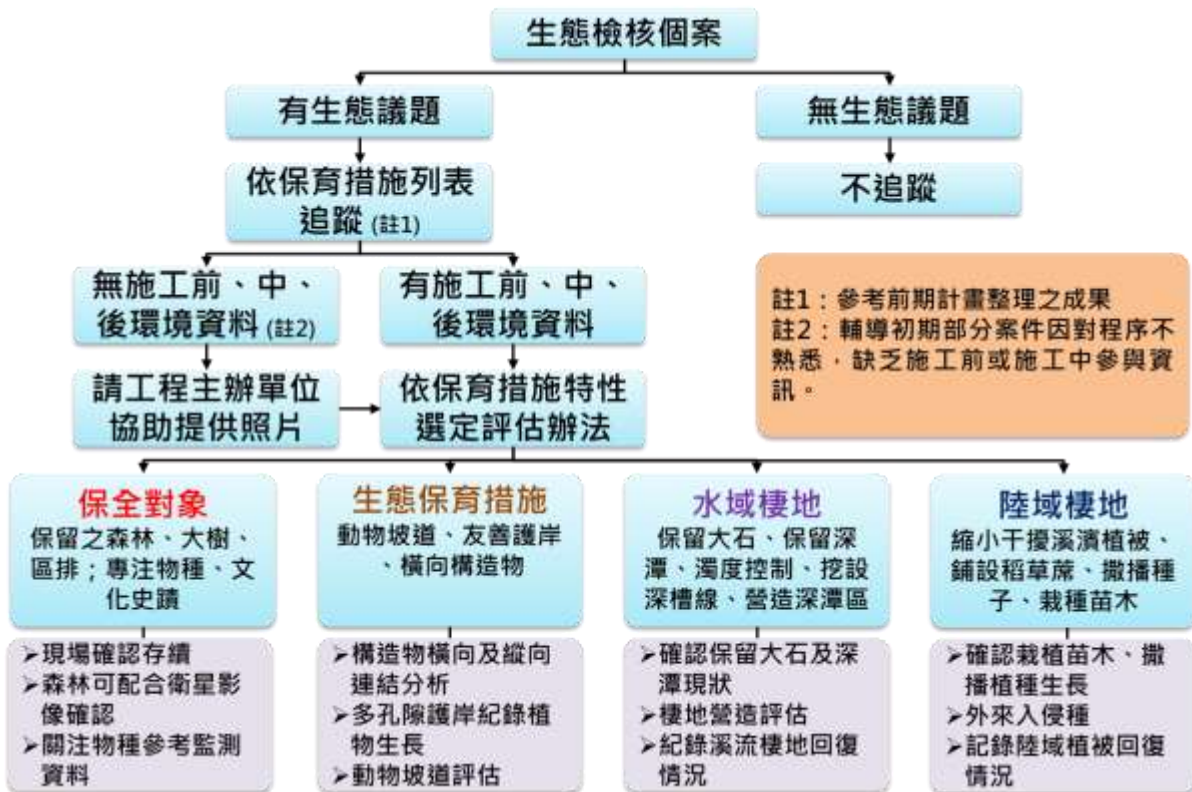 生態檢核個案
有生態議題
無生態議題
依保育措施列表
追蹤 (註1)
不追蹤
無施工前、中、
後環境資料 (註2)
有施工前、中、
後環境資料
註1：參考前期計畫整理之成果
註2：輔導初期部分案件因對程序不
熟悉，缺乏施工前或施工中參與資
訊。
請工程主辦單位
協助提供照片
依保育措施特性
選定評估辦法
保全對象
保留之森林、大樹、
區排；專注物種、文
化史蹟
生態保育措施
動物坡道、友善護岸
、橫向構造物
水域棲地
保留大石、保留深
潭、濁度控制、挖設
深槽線、營造深潭區
陸域棲地
縮小干擾溪濱植被、
鋪設稻草蓆、撒播種
子、栽種苗木
➢現場確認存續
➢森林可配合衛星影
像確認
➢關注物種參考監測
資料
➢構造物橫向及縱向
連結分析
➢多孔隙護岸紀錄植
物生長
➢動物坡道評估
➢確認保留大石及深
潭現狀
➢棲地營造評估
➢紀錄溪流棲地回復
情況
➢確認栽植苗木、撒
播植種生長
➢外來入侵種
➢記錄陸域植被回復
情況